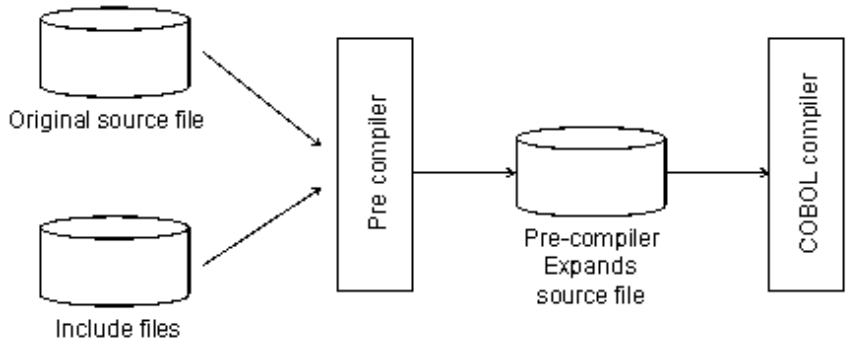 Original source file
Include files
Pre compiler
Pre-compiler
Expands
source file
COBOL compiler